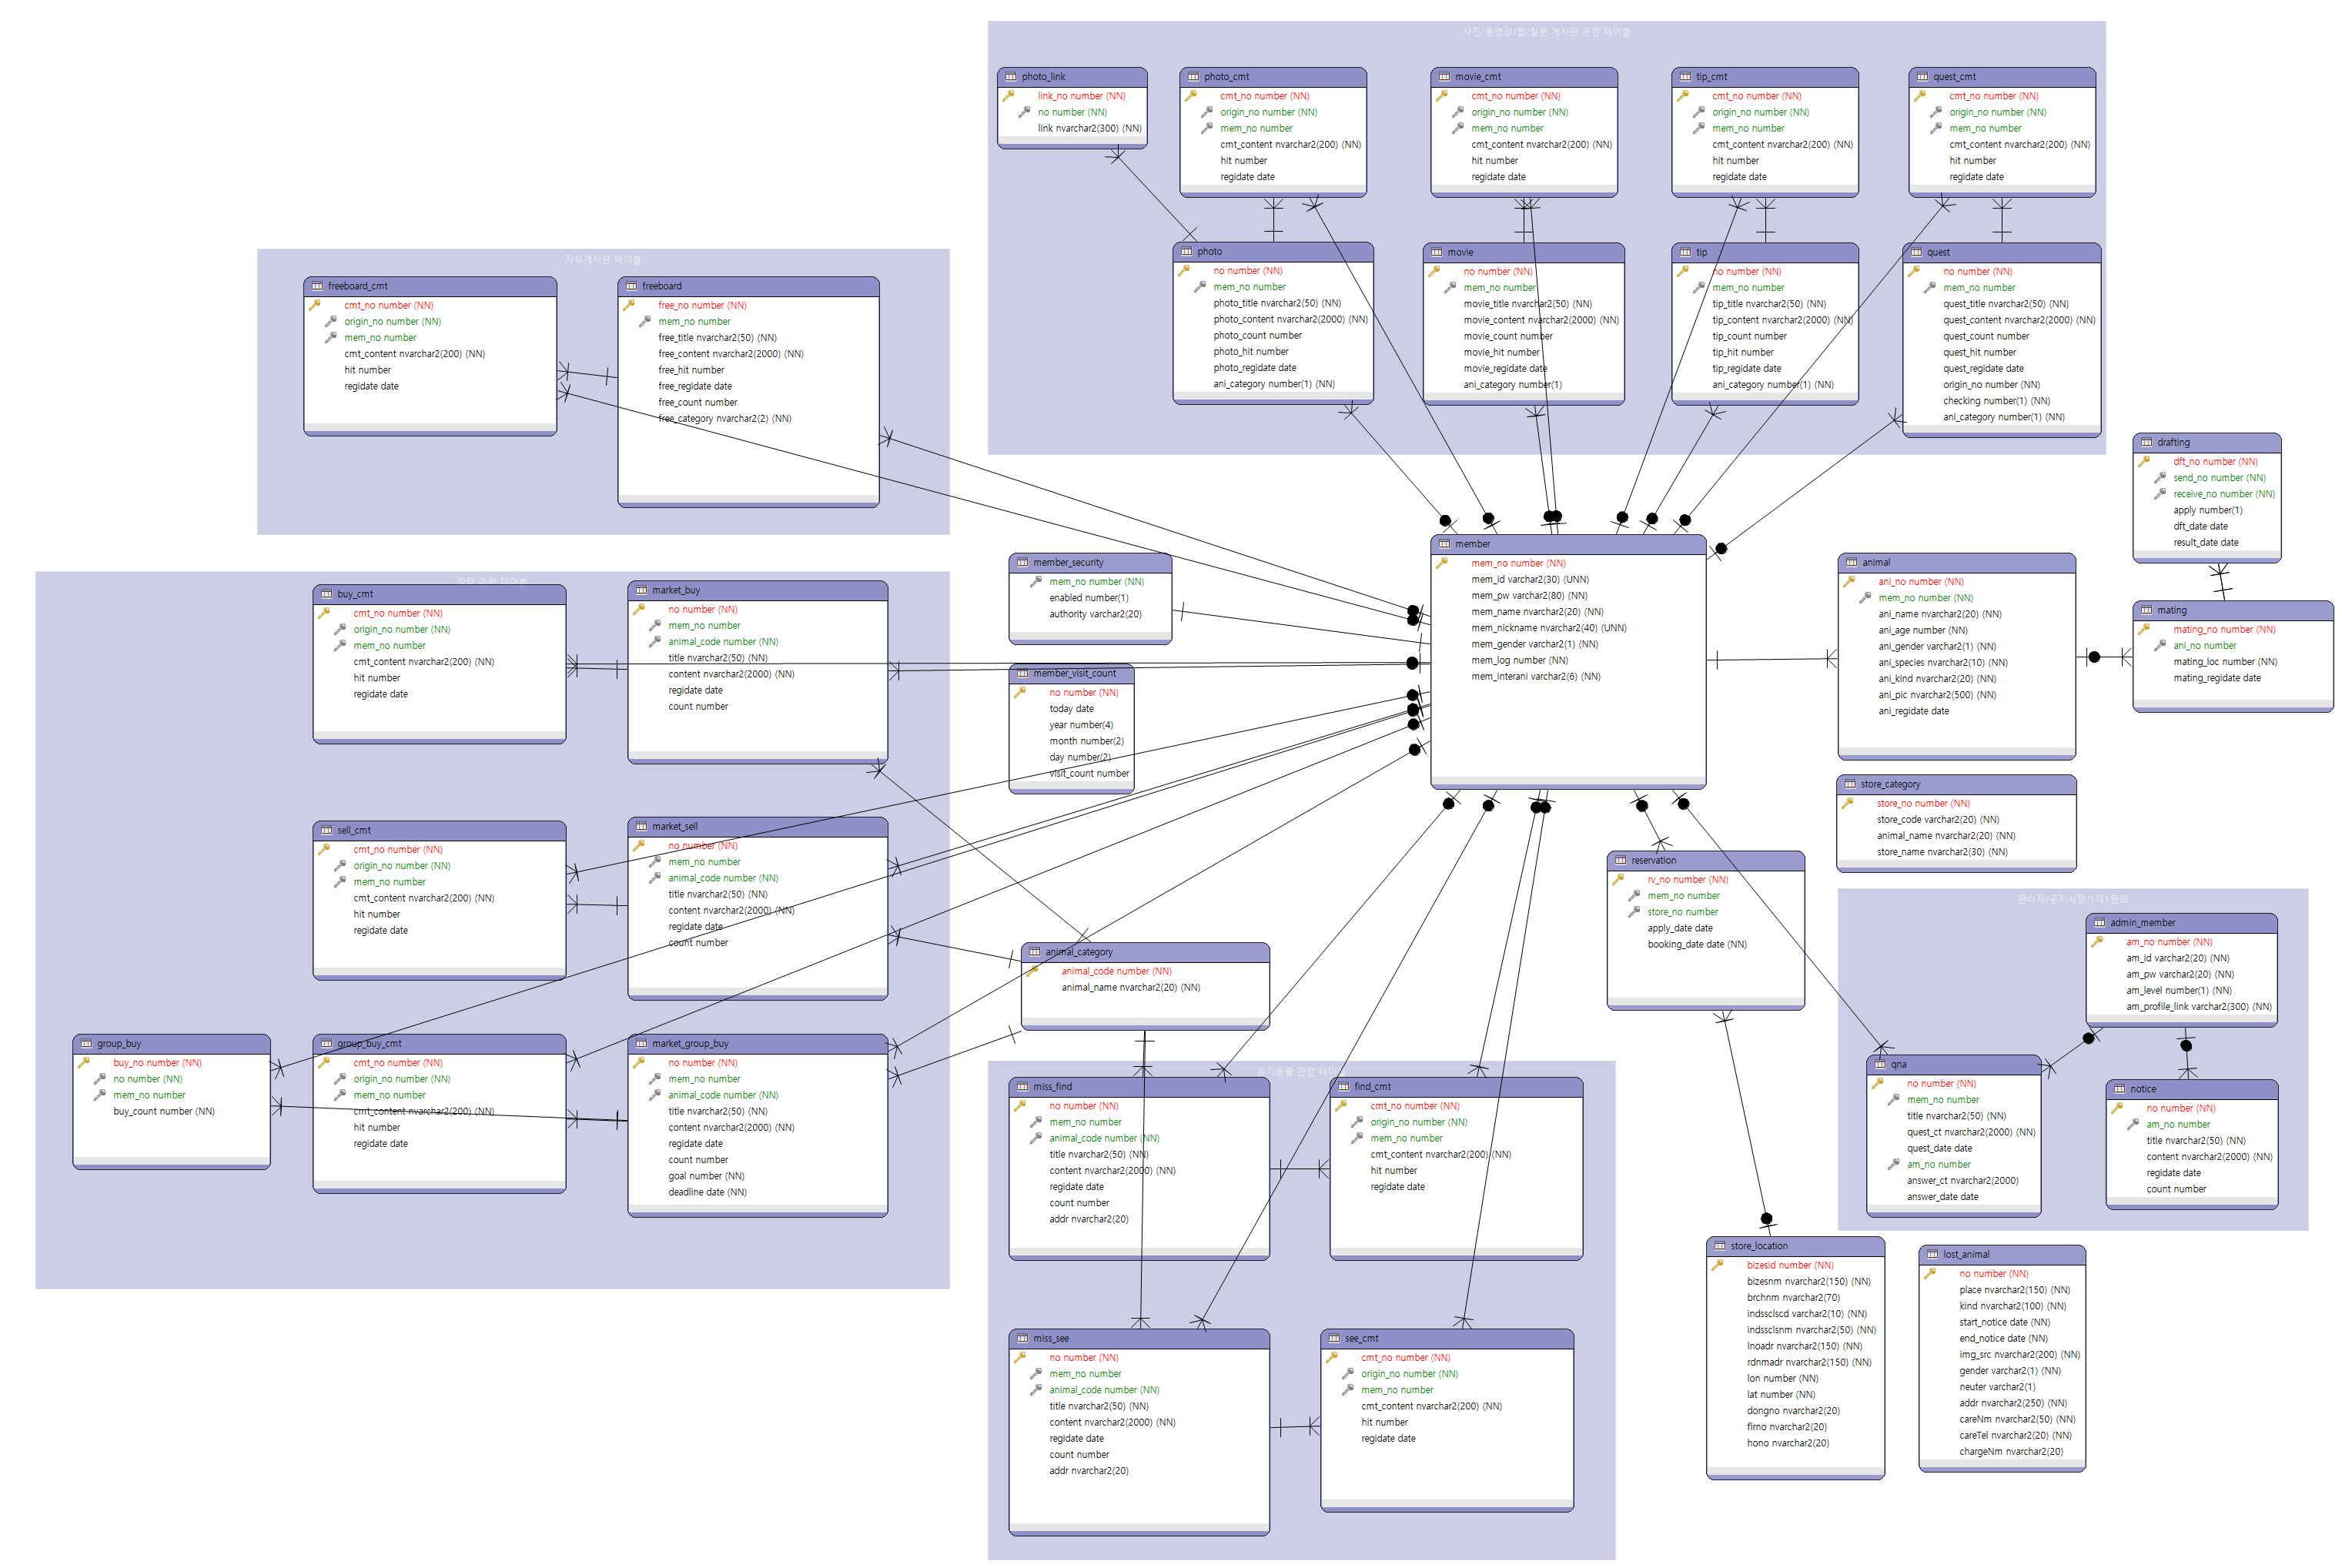 사진/동영상/팁/질문 게시판 관련 테이블
photo_link
link_no number (NN)
no number (NN)
link nvarchar2(300) (NN)
photo_cmt
cmt_no number (NN)
origin_no number (NN)
mem_no number
cmt_content nvarchar2(200) (NN)
hit number
regidate date
movie_cmt
cmt_no number (NN)
origin_no number (NN)
mem_no number
cmt_content nvarchar2(200) (NN)
hit number
regidate date
tip_cmt
cmt_no number (NN)
origin_no number (NN)
mem_no number
cmt_content nvarchar2(200) (NN)
hit number
regidate date
quest_cmt
cmt_no number (NN)
origin_no number (NN)
mem_no number
cmt_content nvarchar2(200) (NN)
hit number
regidate date
photo
no number (NN)
mem_no number
photo_title nvarchar2(50) (NN)
photo_content nvarchar2(2000) (NN)
photo_count number
photo_hit number
photo_regidate date
ani_category number(1) (NN)
movie
no number (NN)
mem_no number
movie_title nvarchar2(50) (NN)
movie_content nvarchar2(2000) (NN)
movie_count number
movie_hit number
movie_regidate date
ani_category number(1)
tip
no number (NN)
mem_no number
tip_title nvarchar2(50) (NN)
tip_content nvarchar2(2000) (NN)
tip_count number
tip_hit number
tip_regidate date
ani_category number(1) (NN)
quest
no number (NN)
mem_no number
quest_title nvarchar2(50) (NN)
quest_content nvarchar2(2000) (NN)
quest_count number
quest_hit number
quest_regidate date
origin_no number (NN)
checking number(1) (NN)
ani_category number(1) (NN)
자유게시판 테이블
freeboard_cmt
cmt_no number (NN)
origin_no number (NN)
mem_no number
cmt_content nvarchar2(200) (NN)
hit number
regidate date
freeboard
free_no number (NN)
mem_no number
free_title nvarchar2(50) (NN)
free_content nvarchar2(2000) (NN)
free_hit number
free_regidate date
free_count number
free_category nvarchar2(2) (NN)
drafting
dft_no number (NN)
send_no number (NN)
receive_no number (NN)
apply number(1)
dft_date date
result_date date
member
mem_no number (NN)
mem_id varchar2(30) (UNN)
mem_pw varchar2(80) (NN)
mem_name nvarchar2(20) (NN)
mem_nickname nvarchar2(40) (UNN)
mem_gender varchar2(1) (NN)
mem_log number (NN)
mem_interani varchar2(6) (NN)
member_security
mem_no number (NN)
enabled number(1)
authority varchar2(20)
member_visit_count
no number (NN)
today date
year number(4)
month number(2)
day number(2)
visit_count number
animal
ani_no number (NN)
mem_no number (NN)
ani_name nvarchar2(20) (NN)
ani_age number (NN)
ani_gender varchar2(1) (NN)
ani_species nvarchar2(10) (NN)
ani_kind nvarchar2(20) (NN)
ani_pic nvarchar2(500) (NN)
ani_regidate date
mating
mating_no number (NN)
ani_no number
mating_loc number (NN)
mating_regidate date
장터 관련 테이블
buy_cmt
cmt_no number (NN)
origin_no number (NN)
mem_no number
cmt_content nvarchar2(200) (NN)
hit number
regidate date
market_buy
no number (NN)
mem_no number
animal_code number (NN)
title nvarchar2(50) (NN)
content nvarchar2(2000) (NN)
regidate date
count number
sell_cmt
cmt_no number (NN)
origin_no number (NN)
mem_no number
cmt_content nvarchar2(200) (NN)
hit number
regidate date
market_sell
no number (NN)
mem_no number
animal_code number (NN)
title nvarchar2(50) (NN)
content nvarchar2(2000) (NN)
regidate date
count number
group_buy
buy_no number (NN)
no number (NN)
mem_no number
buy_count number (NN)
group_buy_cmt
cmt_no number (NN)
origin_no number (NN)
mem_no number
cmt_content nvarchar2(200) (NN)
hit number
regidate date
market_group_buy
no number (NN)
mem_no number
animal_code number (NN)
title nvarchar2(50) (NN)
content nvarchar2(2000) (NN)
regidate date
count number
goal number (NN)
deadline date (NN)
animal_category
animal_code number (NN)
animal_name nvarchar2(20) (NN)
store_category
store_no number (NN)
store_code varchar2(20) (NN)
animal_name nvarchar2(20) (NN)
store_name nvarchar2(30) (NN)
reservation
rv_no number (NN)
mem_no number
store_no number
apply_date date
booking_date date (NN)
관리자/공지사항/1대1문의
admin_member
am_no number (NN)
am_id varchar2(20) (NN)
am_pw varchar2(20) (NN)
am_level number(1) (NN)
am_profile_link varchar2(300) (NN)
qna
no number (NN)
mem_no number
title nvarchar2(50) (NN)
quest_ct nvarchar2(2000) (NN)
quest_date date
am_no number
answer_ct nvarchar2(2000)
answer_date date
notice
no number (NN)
am_no number
title nvarchar2(50) (NN)
content nvarchar2(2000) (NN)
regidate date
count number
유기동물 관련 테이블
miss_find
no number (NN)
mem_no number
animal_code number (NN)
title nvarchar2(50) (NN)
content nvarchar2(2000) (NN)
regidate date
count number
addr nvarchar2(20)
find_cmt
cmt_no number (NN)
origin_no number (NN)
mem_no number
cmt_content nvarchar2(200) (NN)
hit number
regidate date
miss_see
no number (NN)
mem_no number
animal_code number (NN)
title nvarchar2(50) (NN)
content nvarchar2(2000) (NN)
regidate date
count number
addr nvarchar2(20)
see_cmt
cmt_no number (NN)
origin_no number (NN)
mem_no number
cmt_content nvarchar2(200) (NN)
hit number
regidate date
store_location
bizesid number (NN)
bizesnm nvarchar2(150) (NN)
brchnm nvarchar2(70)
indssclscd varchar2(10) (NN)
indssclsnm nvarchar2(50) (NN)
lnoadr nvarchar2(150) (NN)
rdnmadr nvarchar2(150) (NN)
lon number (NN)
lat number (NN)
dongno nvarchar2(20)
flrno nvarchar2(20)
hono nvarchar2(20)
lost_animal
no number (NN)
place nvarchar2(150) (NN)
kind nvarchar2(100) (NN)
start_notice date (NN)
end_notice date (NN)
img_src nvarchar2(200) (NN)
gender varchar2(1) (NN)
neuter varchar2(1)
addr nvarchar2(250) (NN)
careNm nvarchar2(50) (NN)
careTel nvarchar2(20) (NN)
chargeNm nvarchar2(20)